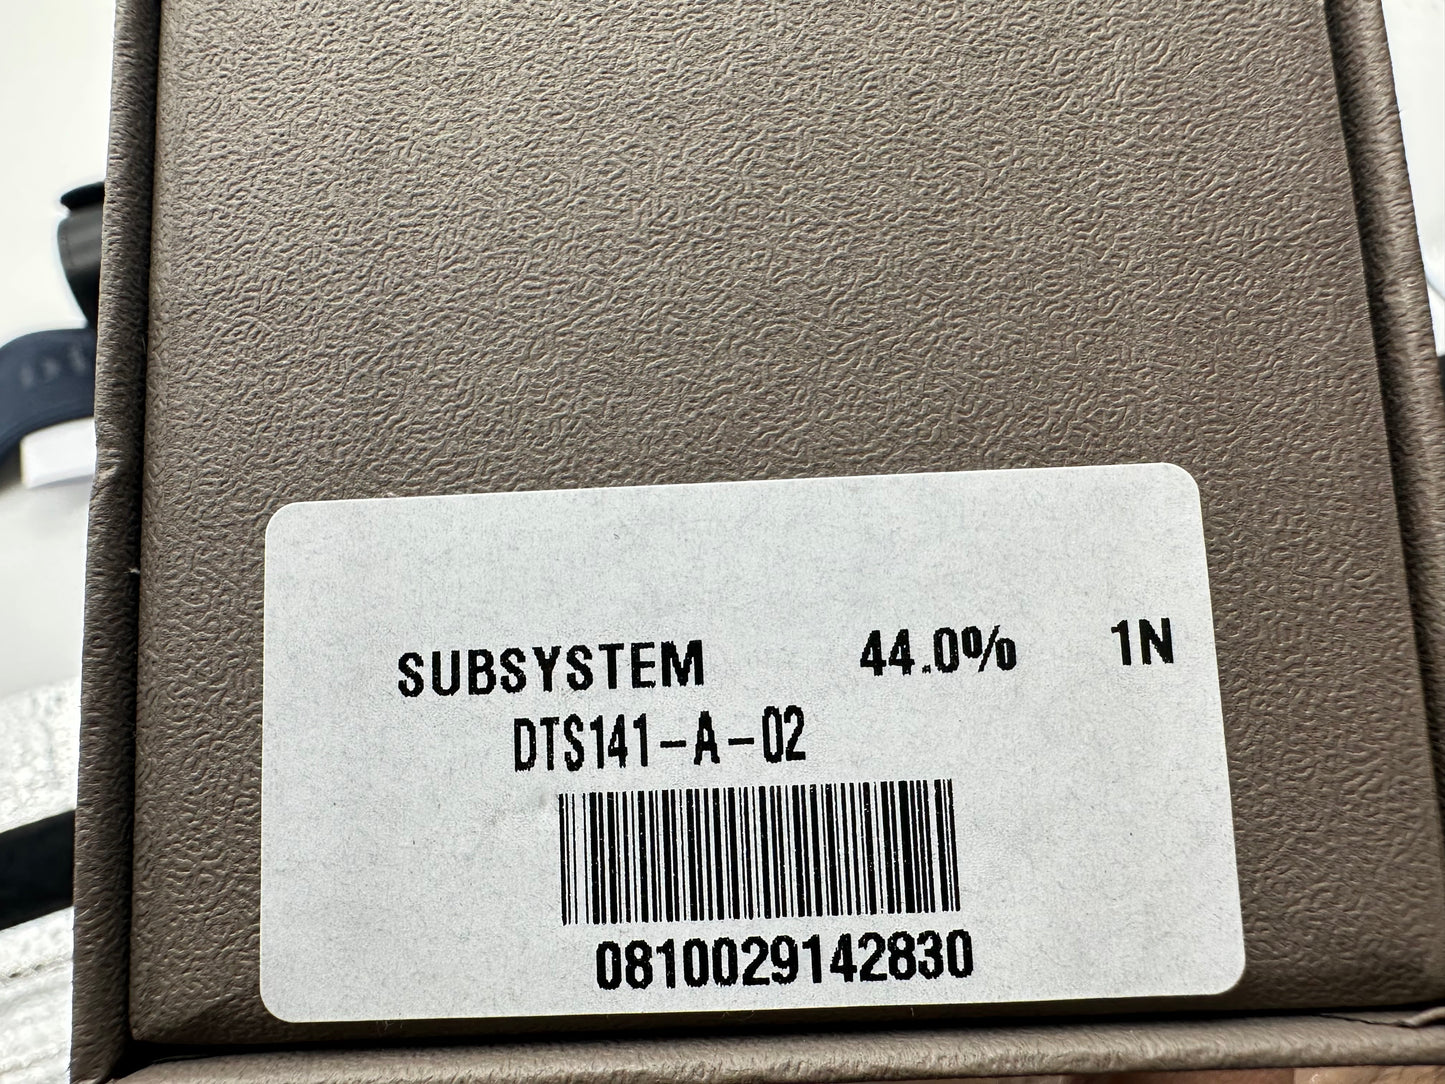 SUBSYSTEM 44.0% 1N
DTS141-A-02
0810029142830